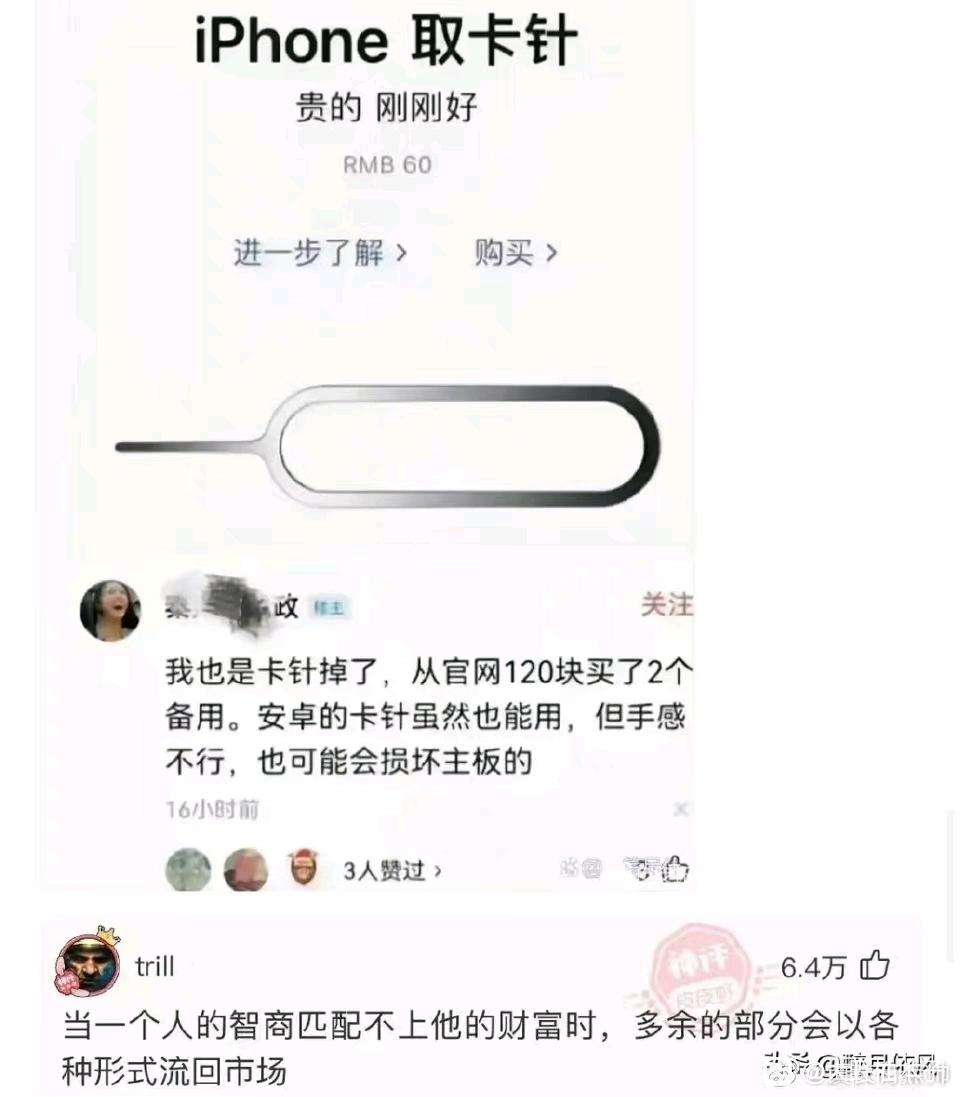 iPhone 取卡针
贵的 刚刚好
RMB 60
进一步了解 ›
购买 ›
政 楼主
关注
我也是卡针掉了，从官网120块买了2个
备用。安卓的卡针虽然也能用，但手感
不行，也可能会损坏主板的
16小时前
3人赞过 ›
trill
神评
皮皮虾
6.4万
当一个人的智商匹配不上他的财富时，多余的部分会以各
种形式流回市场